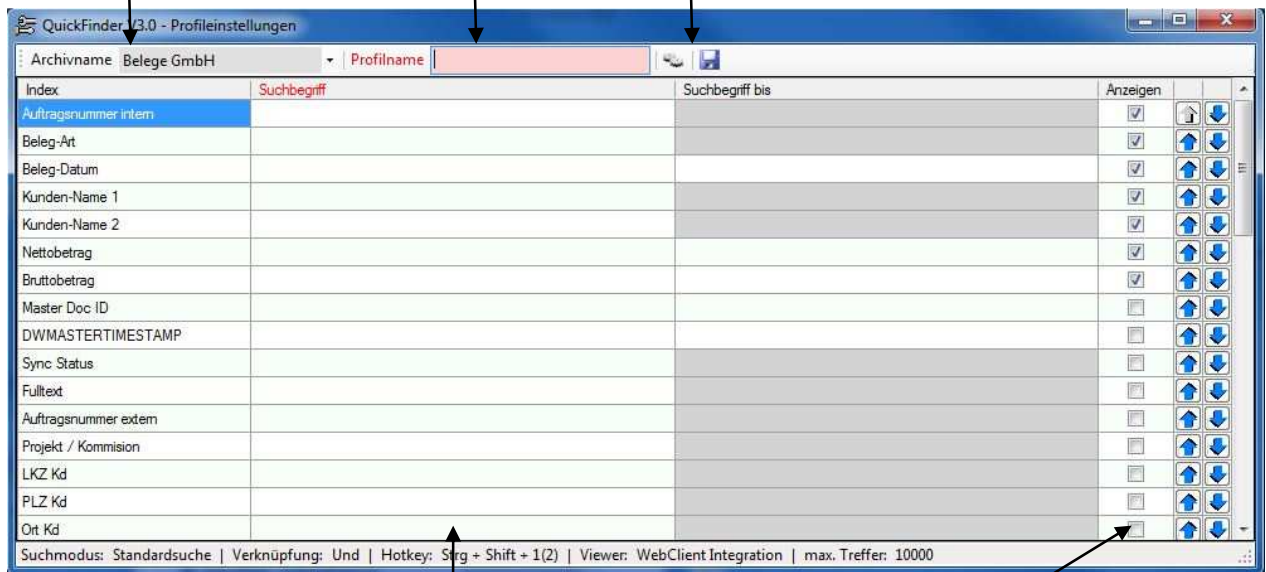 QuickFinder V3.0 - Profileinstellungen
Archivname Belege GmbH Profilname
Index Suchbegriff Suchbegriff bis Anzeigen
Auftragsnummer intern
Beleg-Art
Beleg-Datum
Kunden-Name 1
Kunden-Name 2
Nettobetrag
Bruttobetrag
Master Doc ID
DWMASTERTIMESTAMP
Sync Status
Fulltext
Auftragsnummer extern
Projekt / Kommision
LKZ Kd
PLZ Kd
Ort Kd
Suchmodus: Standardsuche | Verknüpfung: Und | Hotkey: Strg + Shift + 1(2) | Viewer: WebClient Integration | max. Treffer: 10000